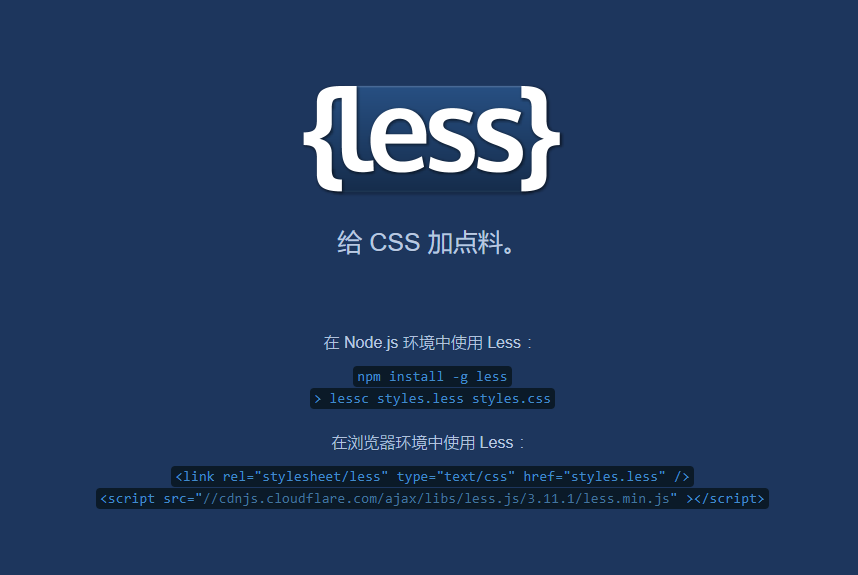 {less}
给 CSS 加点料。
在 Node.js 环境中使用 Less :
npm install -g less
> lessc styles.less styles.css
在浏览器环境中使用 Less :
<link rel="stylesheet/less" type="text/css" href="styles.less" />
<script src="//cdnjs.cloudflare.com/ajax/libs/less.js/3.11.1/less.min.js" ></script>